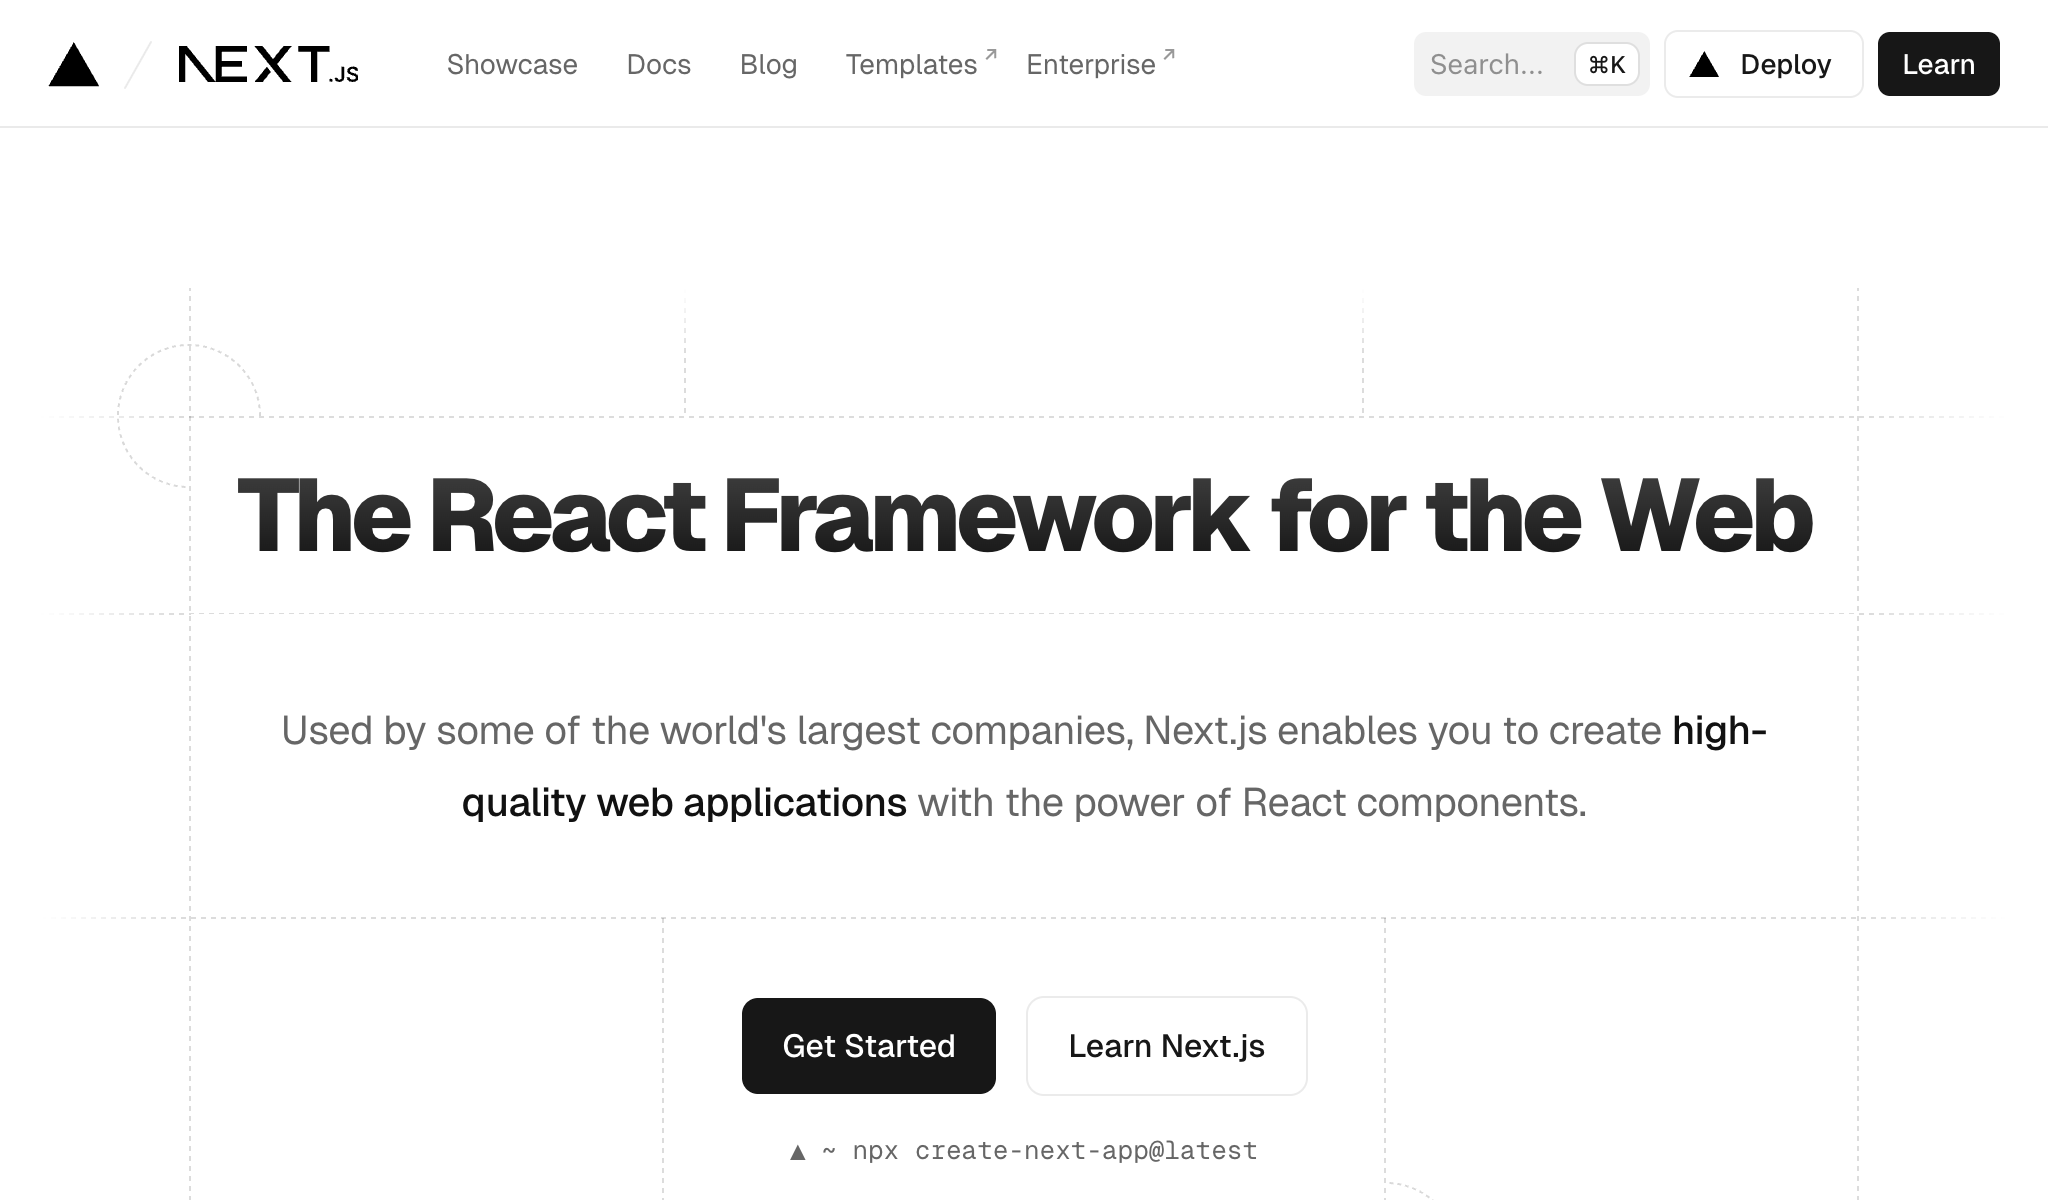 NEXT.JS
Showcase Docs Blog Templates Enterprise
Search... ⌘K Deploy Learn
The React Framework for the Web
Used by some of the world's largest companies, Next.js enables you to create high-
quality web applications with the power of React components.
Get Started Learn Next.js
▲ ~ npx create-next-app@latest